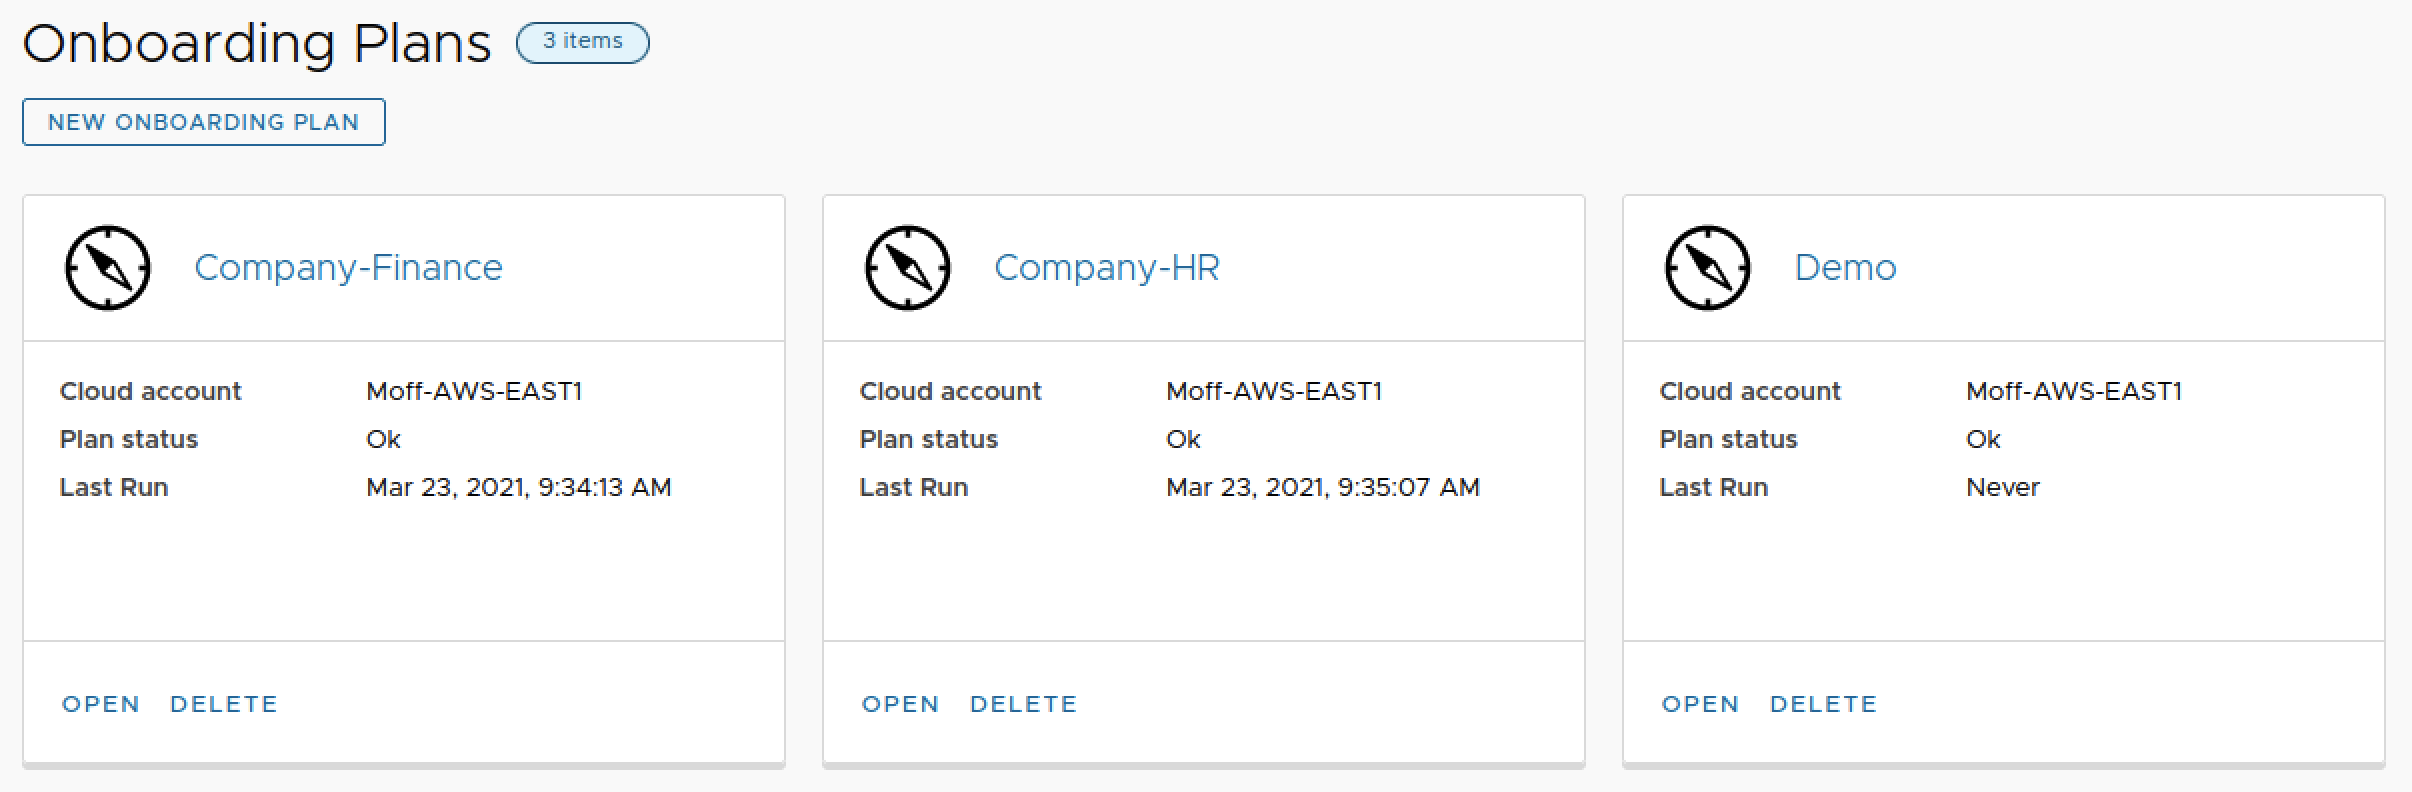 Onboarding Plans 3 items
NEW ONBOARDING PLAN
Company-Finance
Cloud account Moff-AWS-EAST1
Plan status Ok
Last Run Mar 23, 2021, 9:34:13 AM
OPEN DELETE
Company-HR
Cloud account Moff-AWS-EAST1
Plan status Ok
Last Run Mar 23, 2021, 9:35:07 AM
OPEN DELETE
Demo
Cloud account Moff-AWS-EAST1
Plan status Ok
Last Run Never
OPEN DELETE